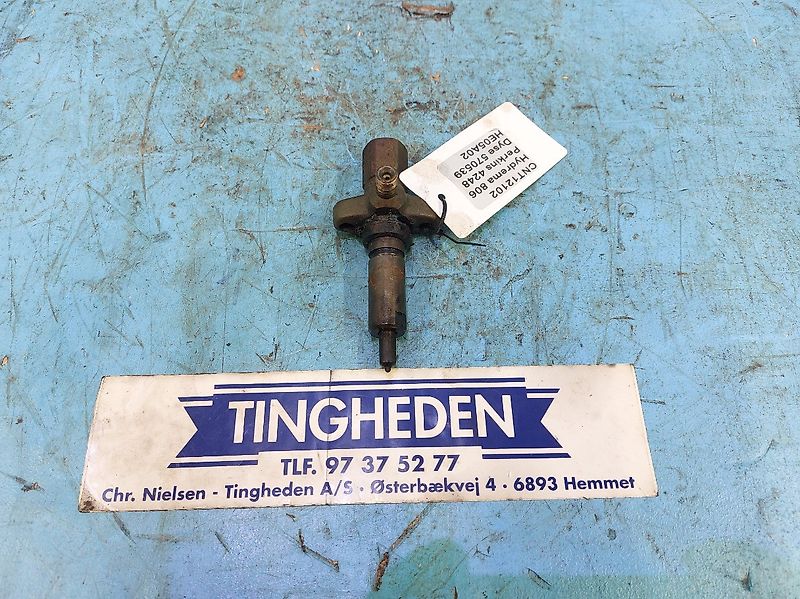 CNT12102
Hydrema 806
Perkins 4248
Dyse 570539
HE05A02
TINGHEDEN
TLF. 97 37 52 77
Chr. Nielsen - Tingheden A/S · Østerbækvej 4 · 6893 Hemmet